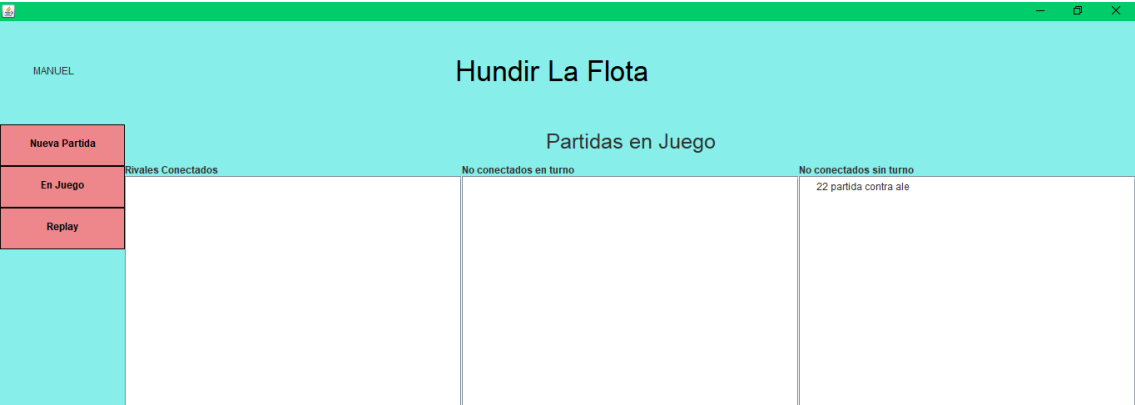 MANUEL
Hundir La Flota
Nueva Partida
En Juego
Replay
Partidas en Juego
Rivales Conectados
No conectados en turno
No conectados sin turno
22 partida contra ale